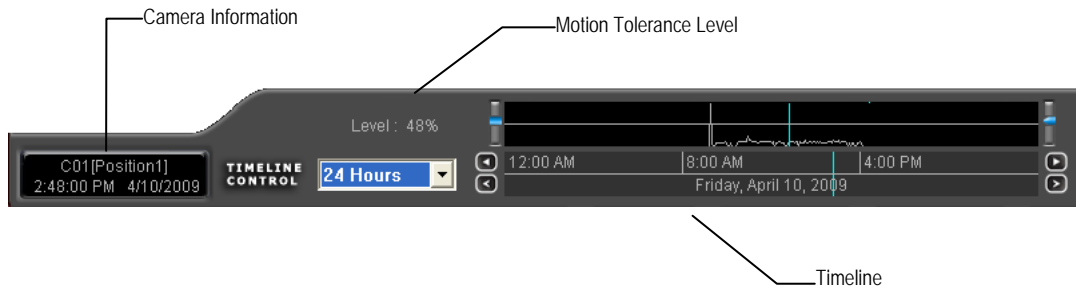 Camera Information
Motion Tolerance Level
Level : 48%
C01[Position1]
2:48:00 PM 4/10/2009
TIMELINE
CONTROL
24 Hours
12:00 AM
8:00 AM
4:00 PM
Friday, April 10, 2009
Timeline